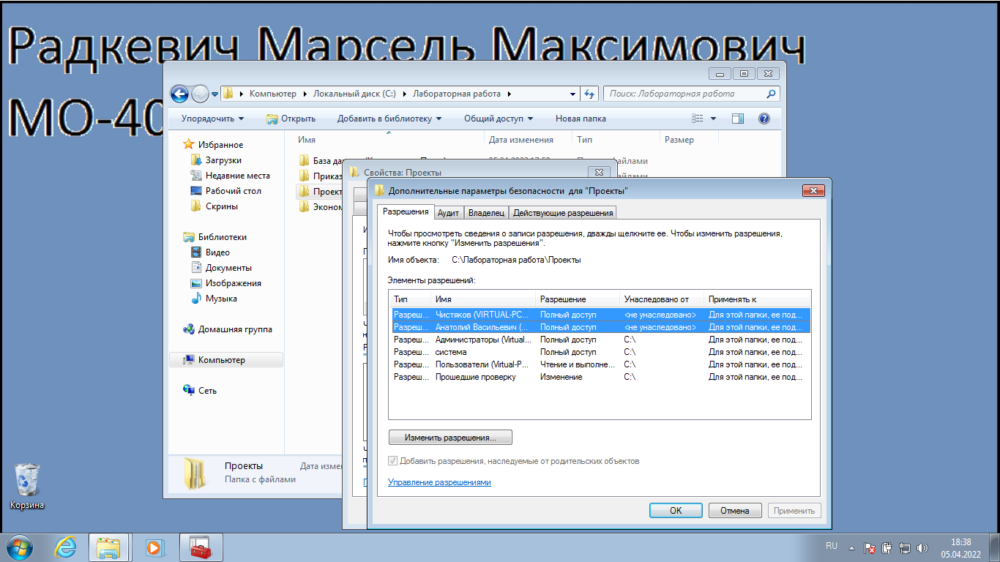 Радкевич Марсель Максимович
МО-40
Компьютер
Локальный диск (C:)
Лабораторная работа
Поиск: Лабораторная работа
Упорядочить
Открыть
Добавить в библиотеку
Общий доступ
Новая папка
Имя
Дата изменения
Тип
Размер
Избранное
Загрузки
Недавние места
Рабочий стол
Скрины
Библиотеки
Видео
Документы
Изображения
Музыка
Домашняя группа
Компьютер
Сеть
База да
Приказ
Проект
Эконом
файлами
Свойства: Проекты
Дополнительные параметры безопасности для "Проекты"
Разрешения
Аудит
Владелец
Действующие разрешения
Чтобы просмотреть сведения о записи разрешения, дважды щелкните ее. Чтобы изменить разрешения,
нажмите кнопку "Изменить разрешения".
Имя объекта: C:\Лабораторная работа\Проекты
Элементы разрешений:
Тип Имя Разрешение Унаследовано от Применять к
Разреш... Чистяков (VIRTUAL-PC... Полный доступ <не унаследовано> Для этой папки, ее под...
Разреш... Анатолий Васильевич (... Полный доступ <не унаследовано> Для этой папки, ее под...
Разреш... Администраторы (Virtual... Полный доступ C:\ Для этой папки, ее под...
Разреш... система Полный доступ C:\ Для этой папки, ее под...
Разреш... Пользователи (Virtual-P... Чтение и выполне... C:\ Для этой папки, ее под...
Разреш... Прошедшие проверку Изменение C:\ Для этой папки, ее под...
Изменить разрешения...
Добавить разрешения, наследуемые от родительских объектов
Управление разрешениями
OK
Отмена
Применить
Проекты
Дата изме
Папка с файлами
Корзина
RU
18:38
05.04.2022